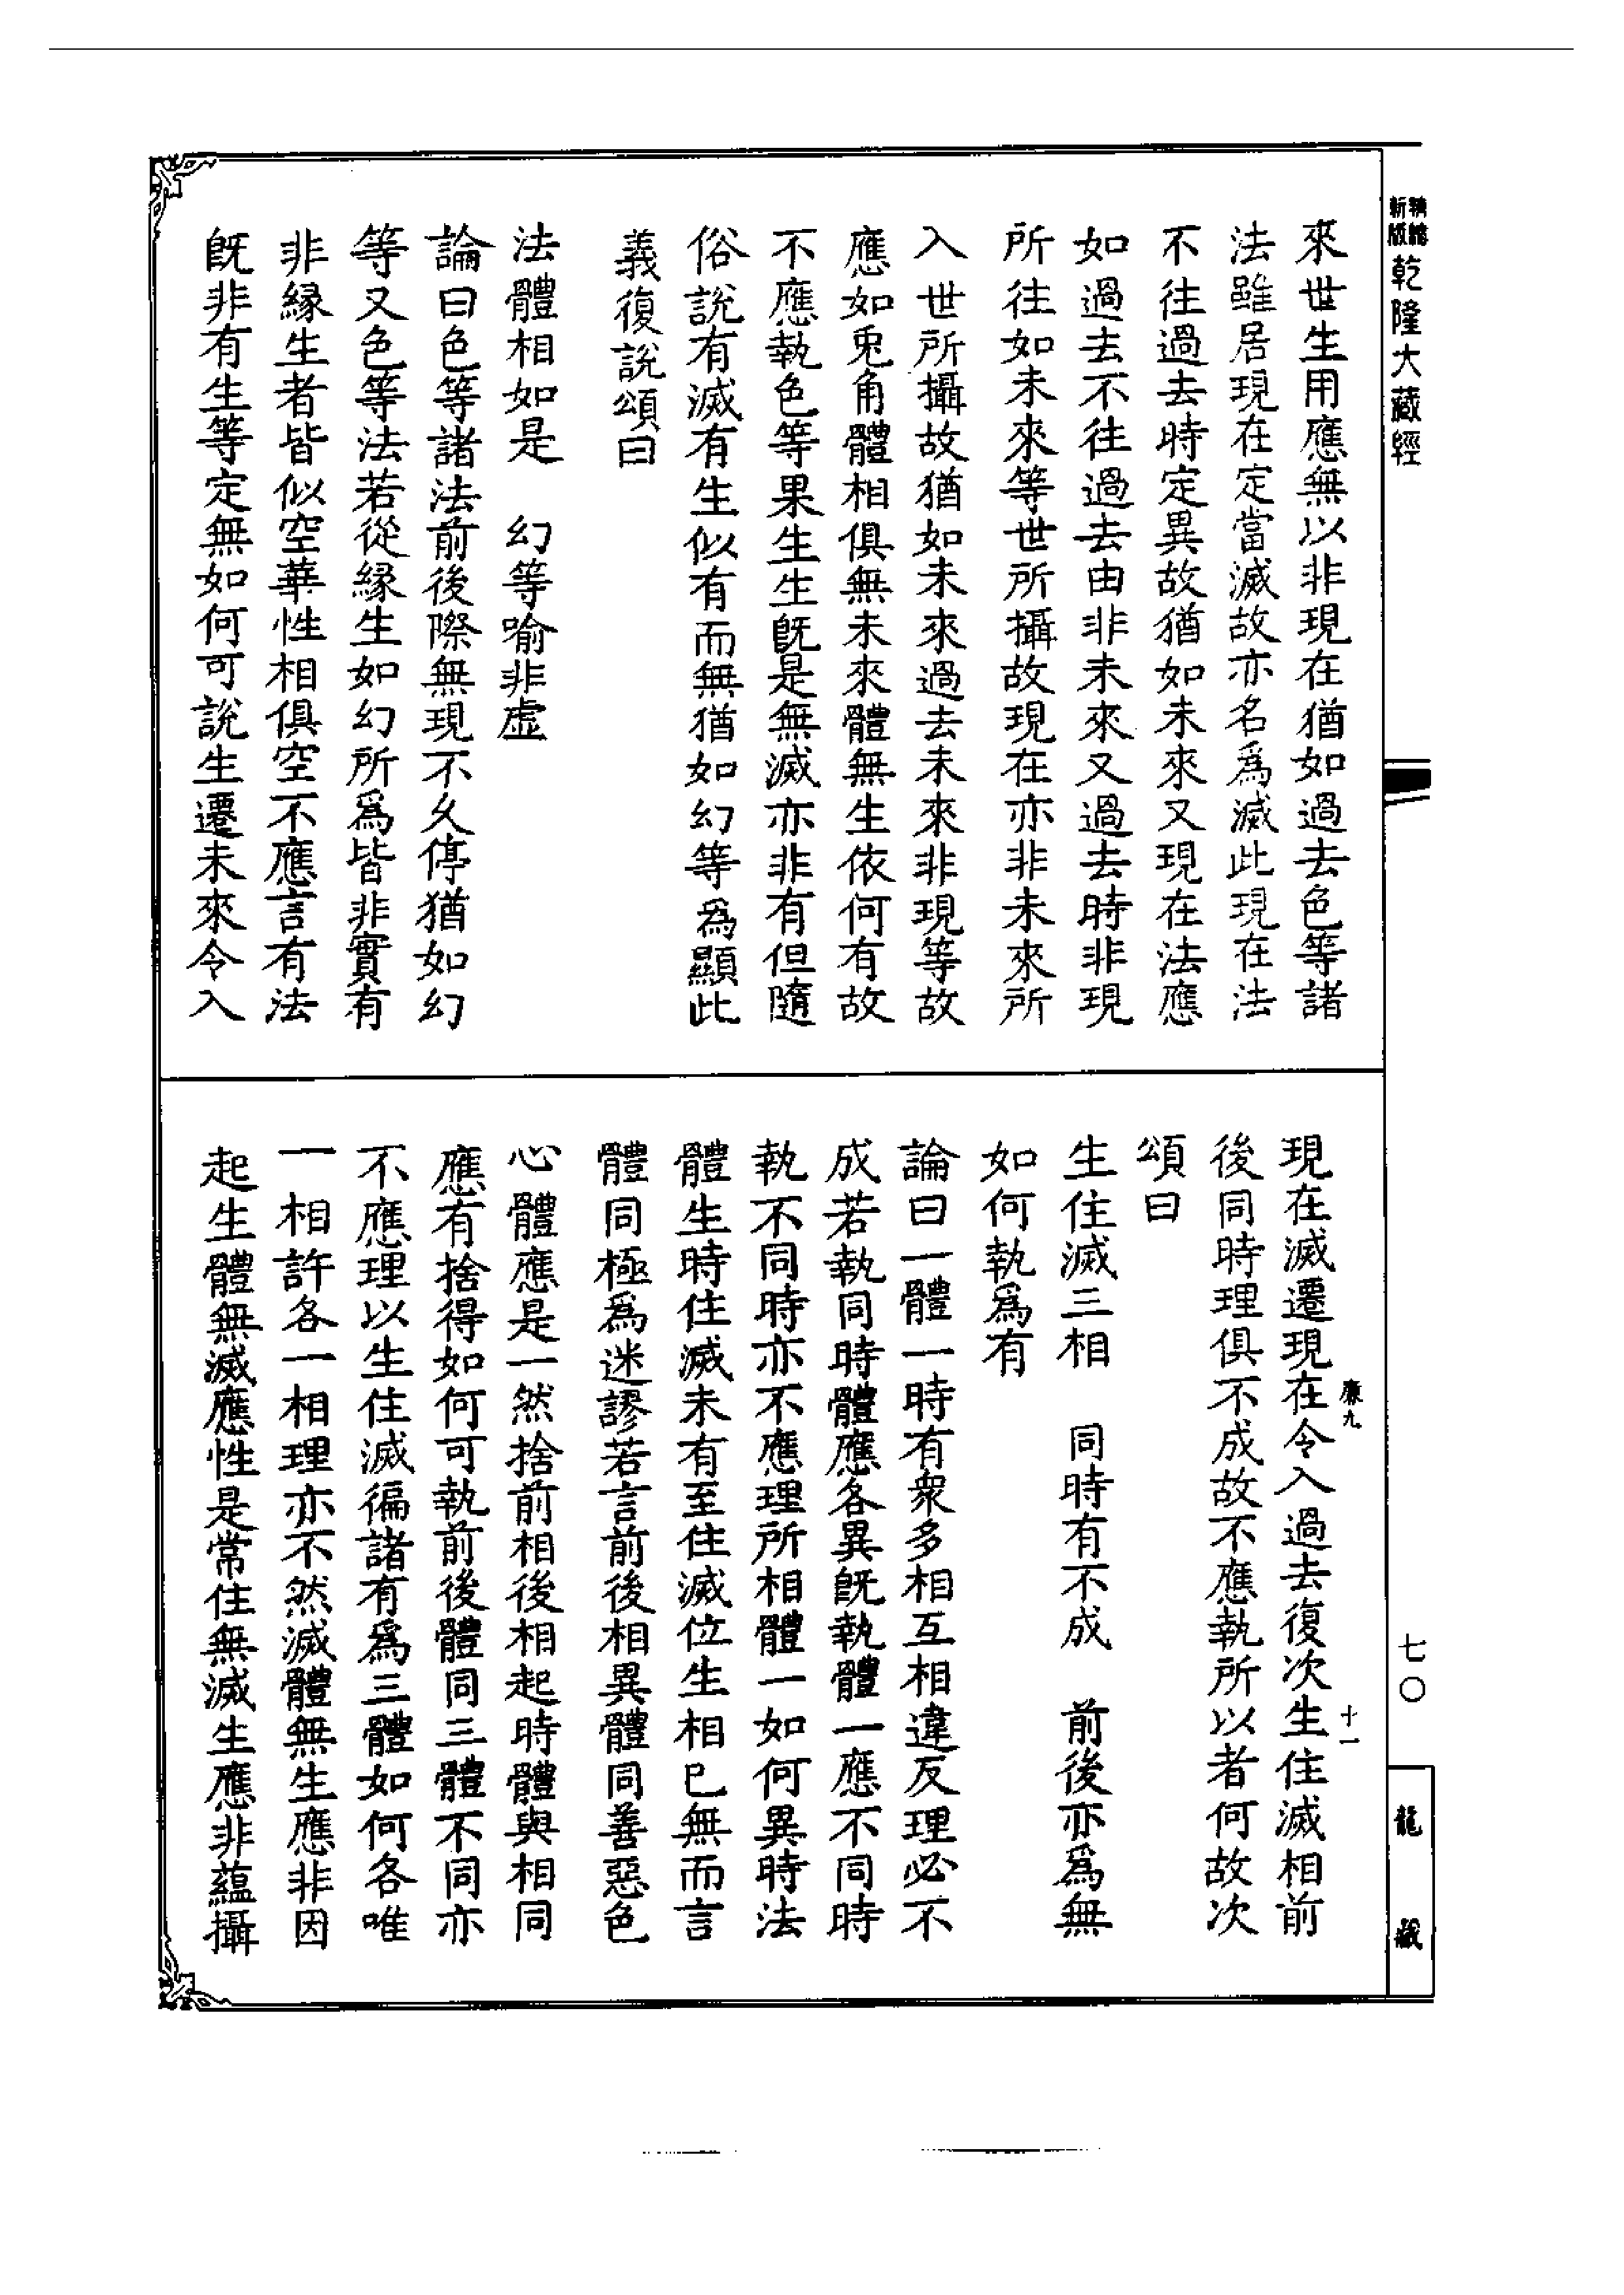 新版
精縮
乾隆大藏經
來世生用應無以非現在猶如過去色等諸
法雖居現在定當滅故亦名爲滅此現在法
不往過去時定異故猶如未來又現在法應
如過去不往過去由非未來又過去時非現
所往如未來等世所攝故現在亦非未來所
入世所攝故猶如未來過去未來非現等故
應如兎角體相俱無未來體無生依何有故
不應執色等果生生旣是無滅亦非有但隨
俗說有滅有生似有而無猶如幻等爲顯此
義復說頌曰
法體相如是　幻等喻非虛
論曰色等諸法前後際無現不久停猶如幻
等又色等法若從緣生如幻所爲皆非實有
非緣生者皆似空華性相俱空不應言有法
旣非有生等定無如何可說生遷未來令入
現在滅遷現在令入過去復次生住滅相前
後同時理俱不成故不應執所以者何故次
頌曰
生住滅三相　同時有不成　前後亦爲無
如何執爲有
論曰一體一時有衆多相互相違反理必不
成若執同時體應各異旣執體一應不同時
執不同時亦不應理所相體一如何異時法
體生時住滅未有至住滅位生相已無而言
體同極爲迷謬若言前後相異體同善惡色
心體應是一然捨前相後相起時體與相同
應有捨得如何可執前後體同三體不同亦
不應理以生住滅徧諸有爲三體如何各唯
一相許各一相理亦不然滅體無生應非因
起生體無滅應性是常住無滅生應非蘊攝
廉九
十一
七〇
龍藏